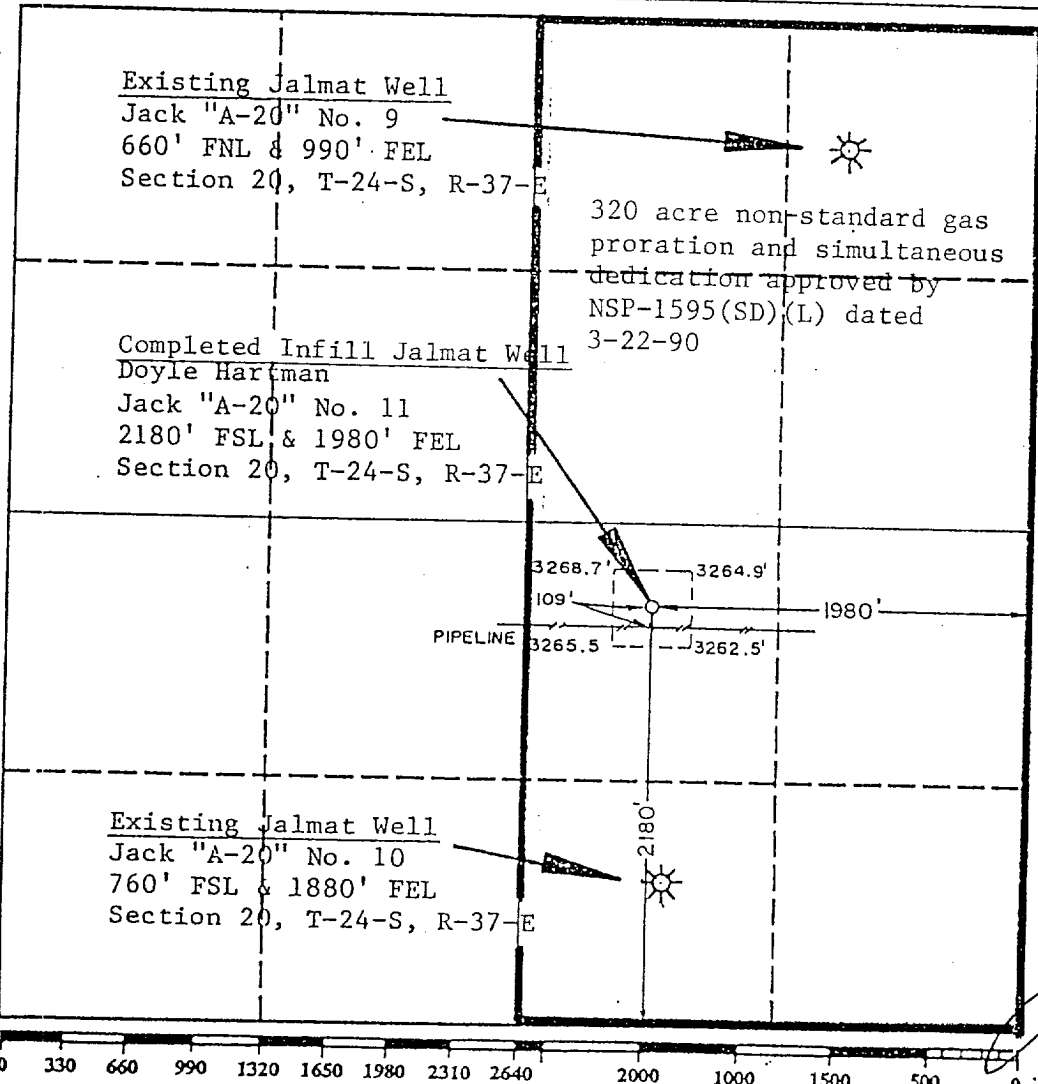 Existing Jalmat Well
Jack "A-20" No. 9
660' FNL & 990' FEL
Section 20, T-24-S, R-37-E
320 acre non-standard gas
proration and simultaneous
dedication approved by
NSP-1595(SD)(L) dated
3-22-90
Completed Infill Jalmat Well
Doyle Hartman
Jack "A-20" No. 11
2180' FSL & 1980' FEL
Section 20, T-24-S, R-37-E
3268.7' 3264.9'
109' 1980'
PIPELINE
3265.5 3262.5'
2180'
Existing Jalmat Well
Jack "A-20" No. 10
760' FSL & 1880' FEL
Section 20, T-24-S, R-37-E
0 330 660 990 1320 1650 1980 2310 2640 2000 1000 1500 500 0